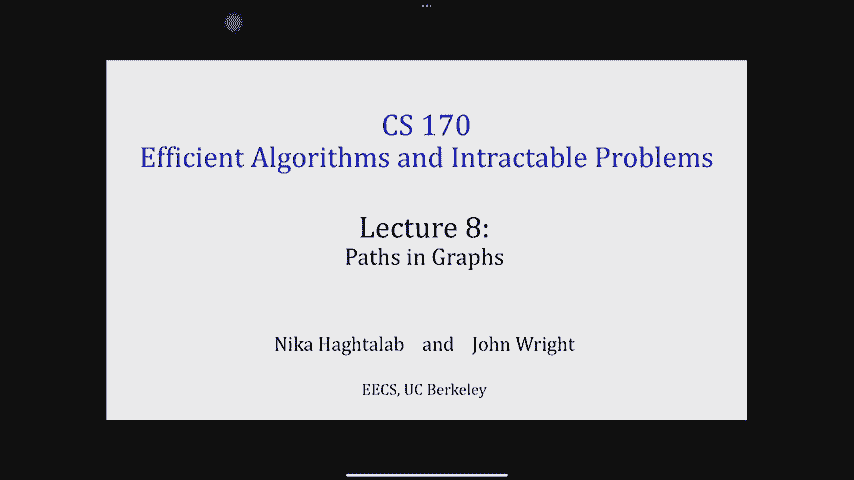 CS 170
Efficient Algorithms and Intractable Problems
Lecture 8:
Paths in Graphs
Nika Haghtalab and John Wright
EECS, UC Berkeley